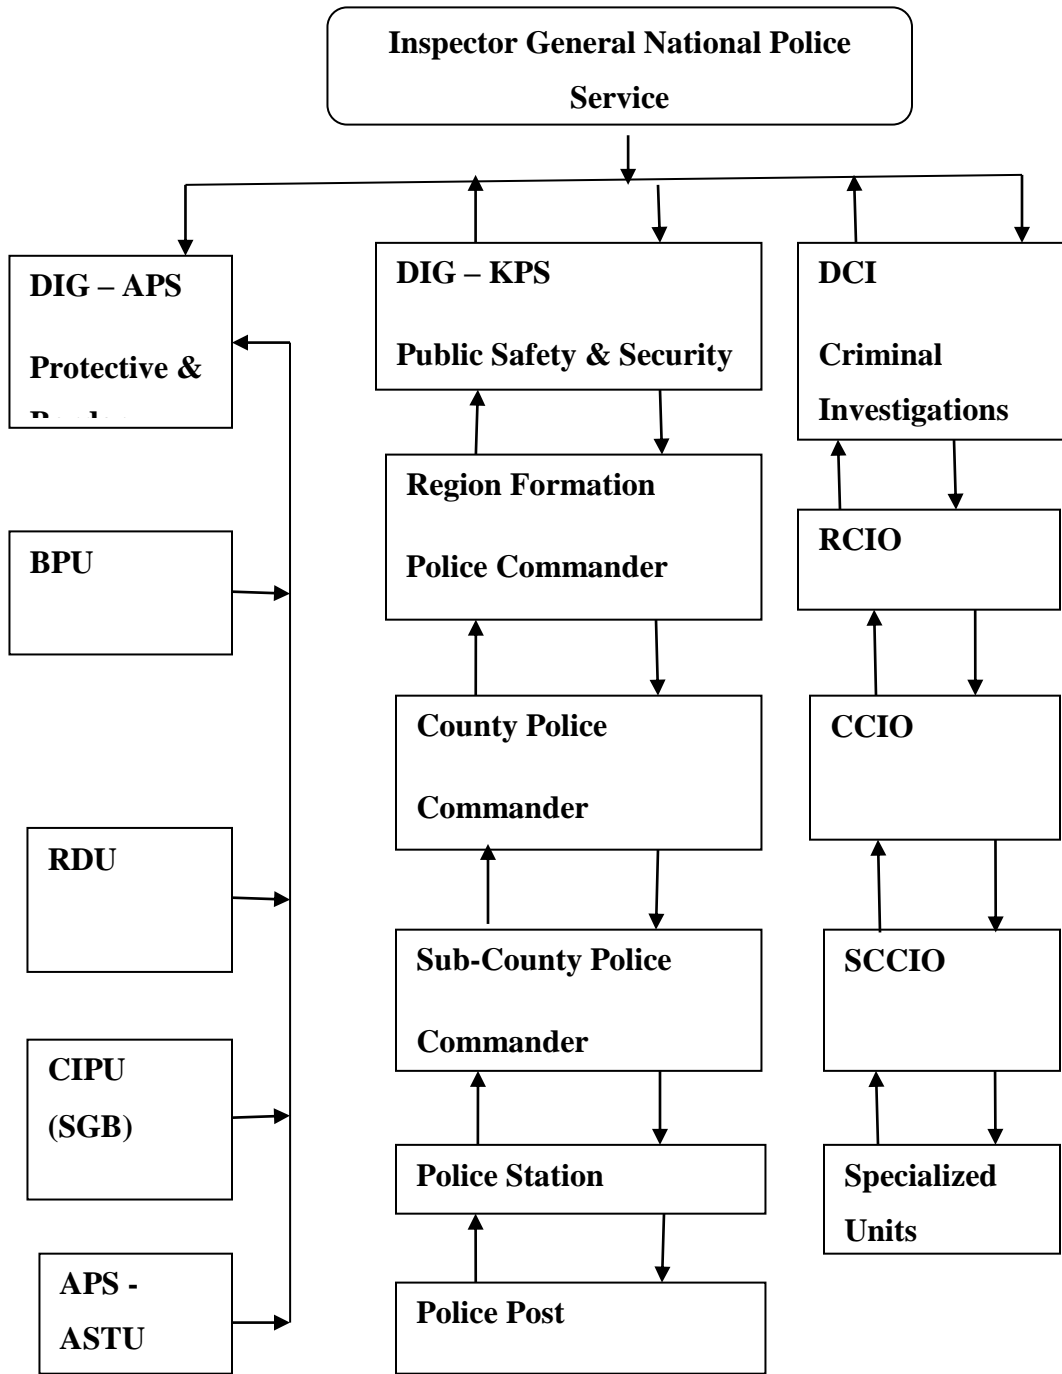 Inspector General National Police
Service
DIG – APS
Protective &
DIG – KPS
Public Safety & Security
DCI
Criminal
Investigations
Region Formation
Police Commander
RCIO
BPU
County Police
Commander
CCIO
RDU
Sub-County Police
Commander
SCCIO
CIPU
(SGB)
Police Station
Specialized
Units
APS -
ASTU
Police Post